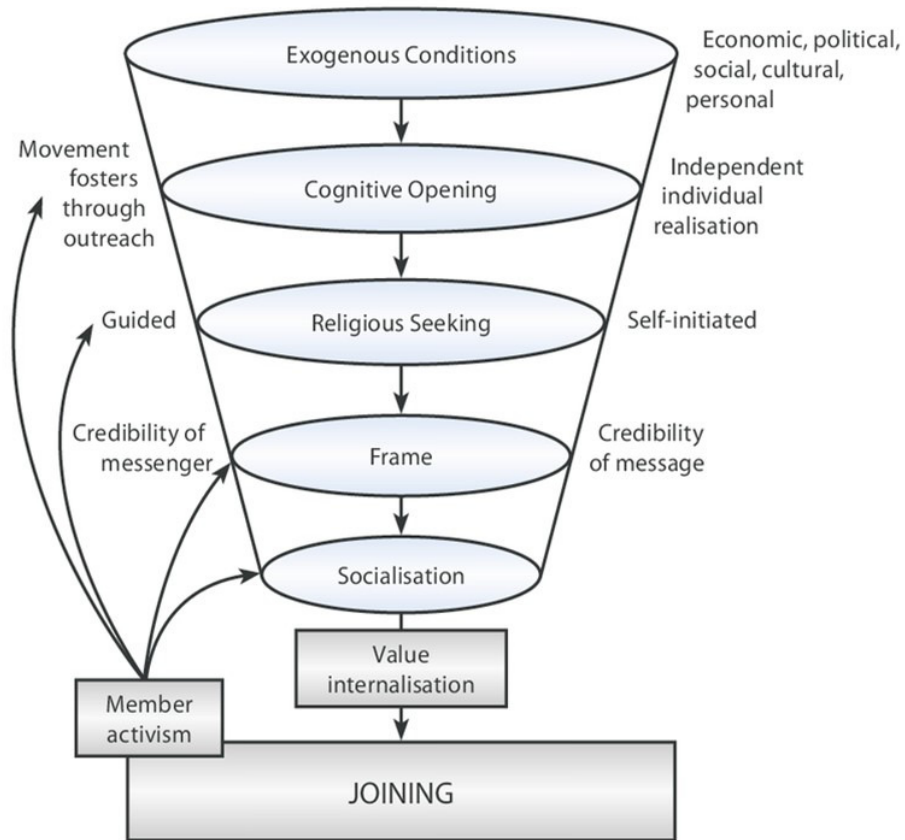 Exogenous Conditions
Economic, political,
social, cultural,
personal
Movement
fosters
through
outreach
Cognitive Opening
Independent
individual
realisation
Guided
Religious Seeking
Self-initiated
Credibility of
messenger
Frame
Credibility
of message
Socialisation
Value
internalisation
Member
activism
JOINING